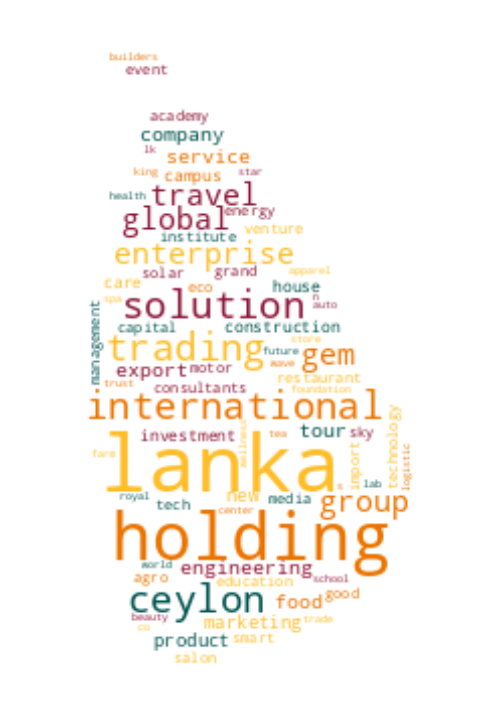 builders
event
academy
company
lk
service
king campus star
health travel
global energy
institute venture
enterprise
solar grand apparel
care eco house
spa solution n
auto
management capital construction
trading future store
gem
export motor wave
consultants restaurant
trust foundation
international
investment wellness tea tour sky
farm lanka import technology logistic
s lab
royal new media
tech center group
holding
world engineering
agro education school
ceylon food good
beauty marketing trade
co
product smart
salon